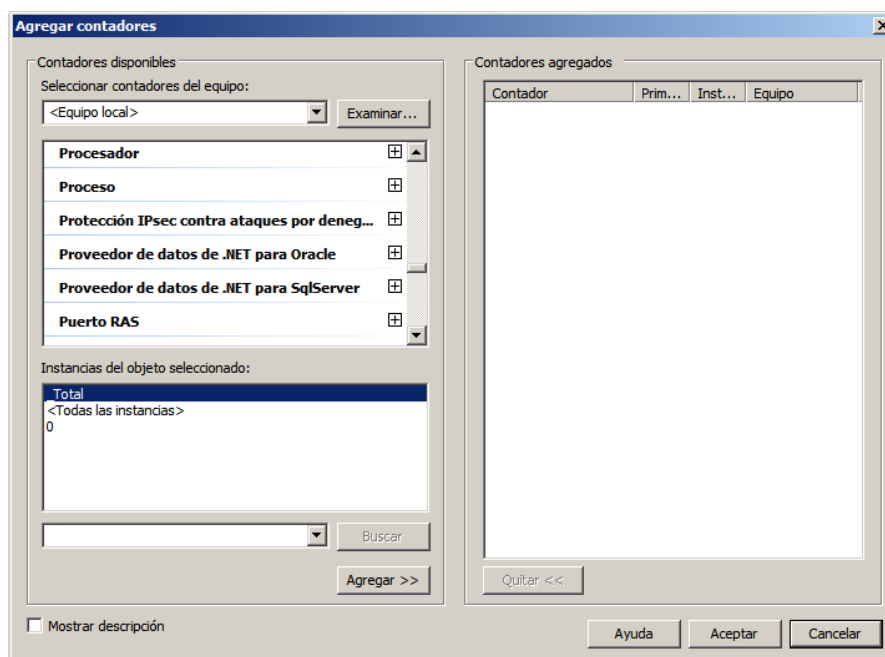 Agregar contadores
Contadores disponibles
Seleccionar contadores del equipo:
<Equipo local>
Examinar...
Procesador
Proceso
Protección IPsec contra ataques por deneg...
Proveedor de datos de .NET para Oracle
Proveedor de datos de .NET para SqlServer
Puerto RAS
Instancias del objeto seleccionado:
_Total
<Todas las instancias>
0
Buscar
Agregar >>
Mostrar descripción
Contadores agregados
Contador Prim... Inst... Equipo
Quitar <<
Ayuda Aceptar Cancelar